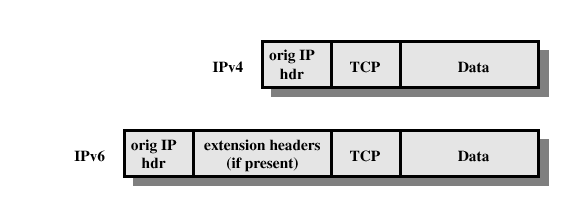 IPv4 orig IP hdr TCP Data
IPv6 orig IP hdr extension headers (if present) TCP Data